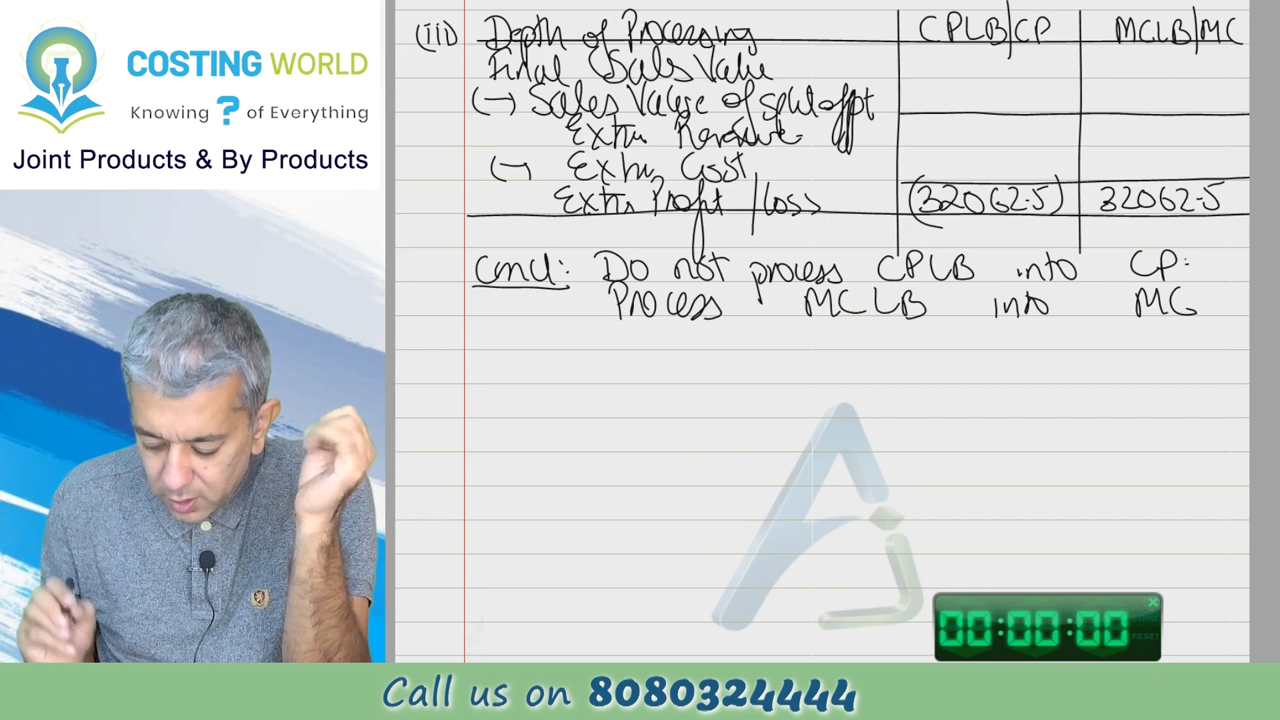 COSTING WORLD
Knowing ? of Everything
Joint Products & By Products
(iii) Depth of Processing CPLB/CP MCLB/MC
Final Sales Value
(-) Sales Value of splitoffpt
Extra Revenue.
(-) Extra Cost
Extra Profit/Loss (32062.5) 32062.5
Concl: Do not process CPLB into CP.
Process MCLB into MC
00:00:00
RESET
Call us on 8080324444